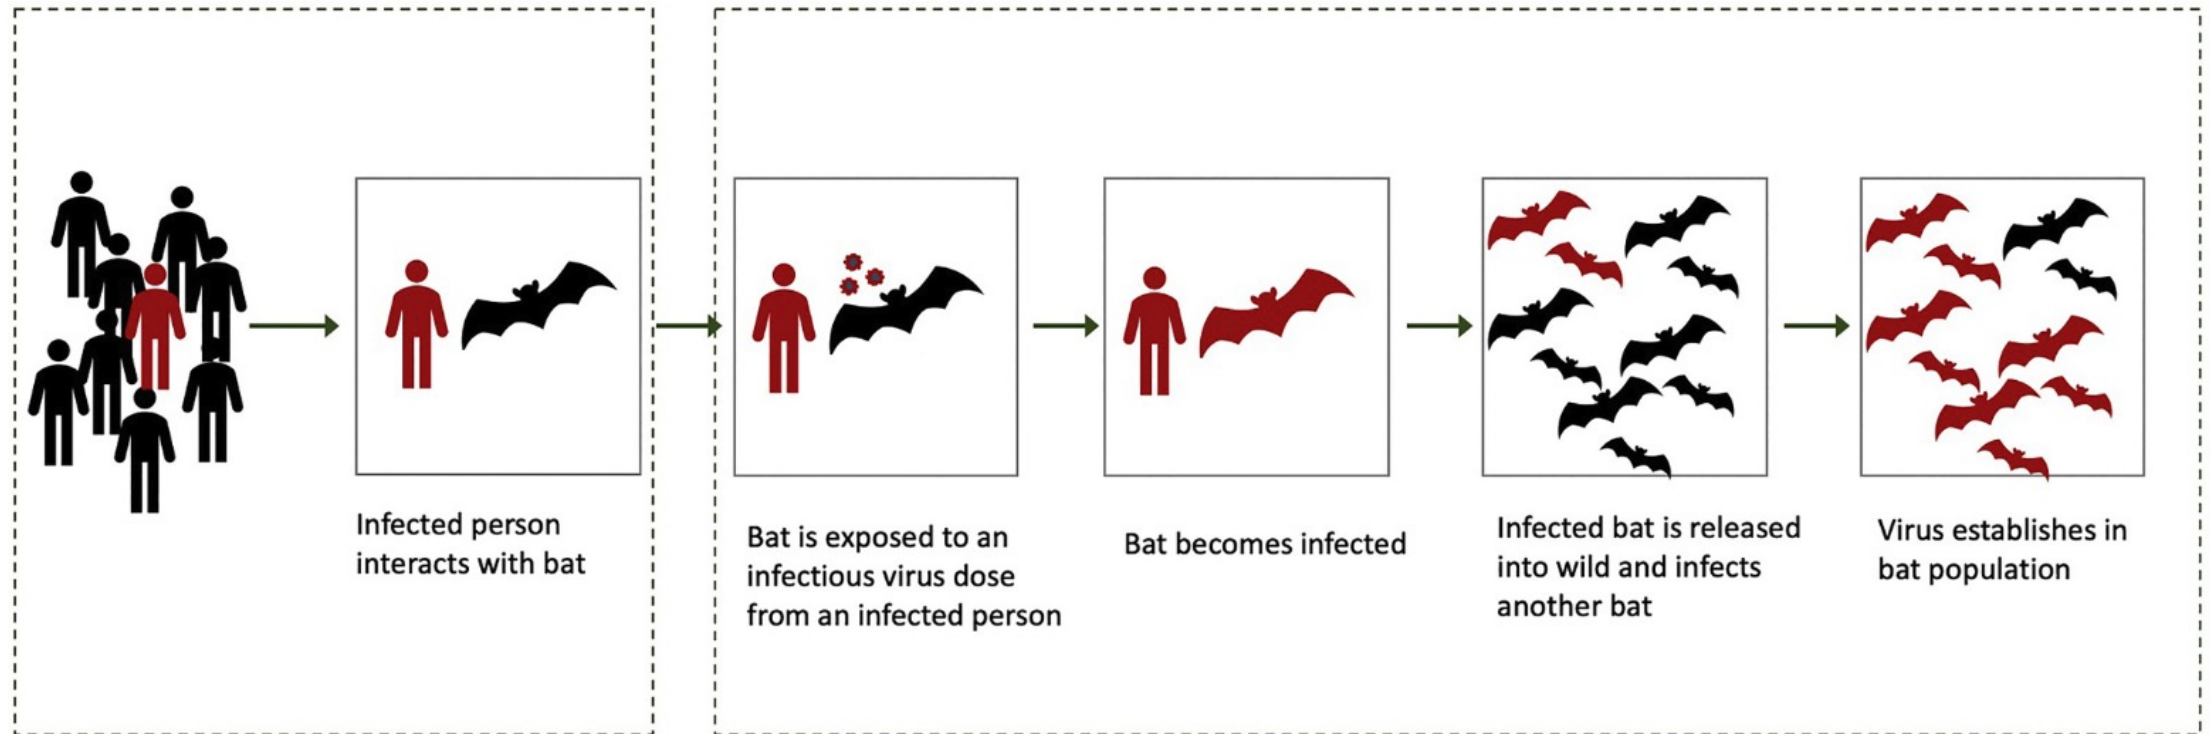 Infected person
interacts with bat
Bat is exposed to an
infectious virus dose
from an infected person
Bat becomes infected
Infected bat is released
into wild and infects
another bat
Virus establishes in
bat population